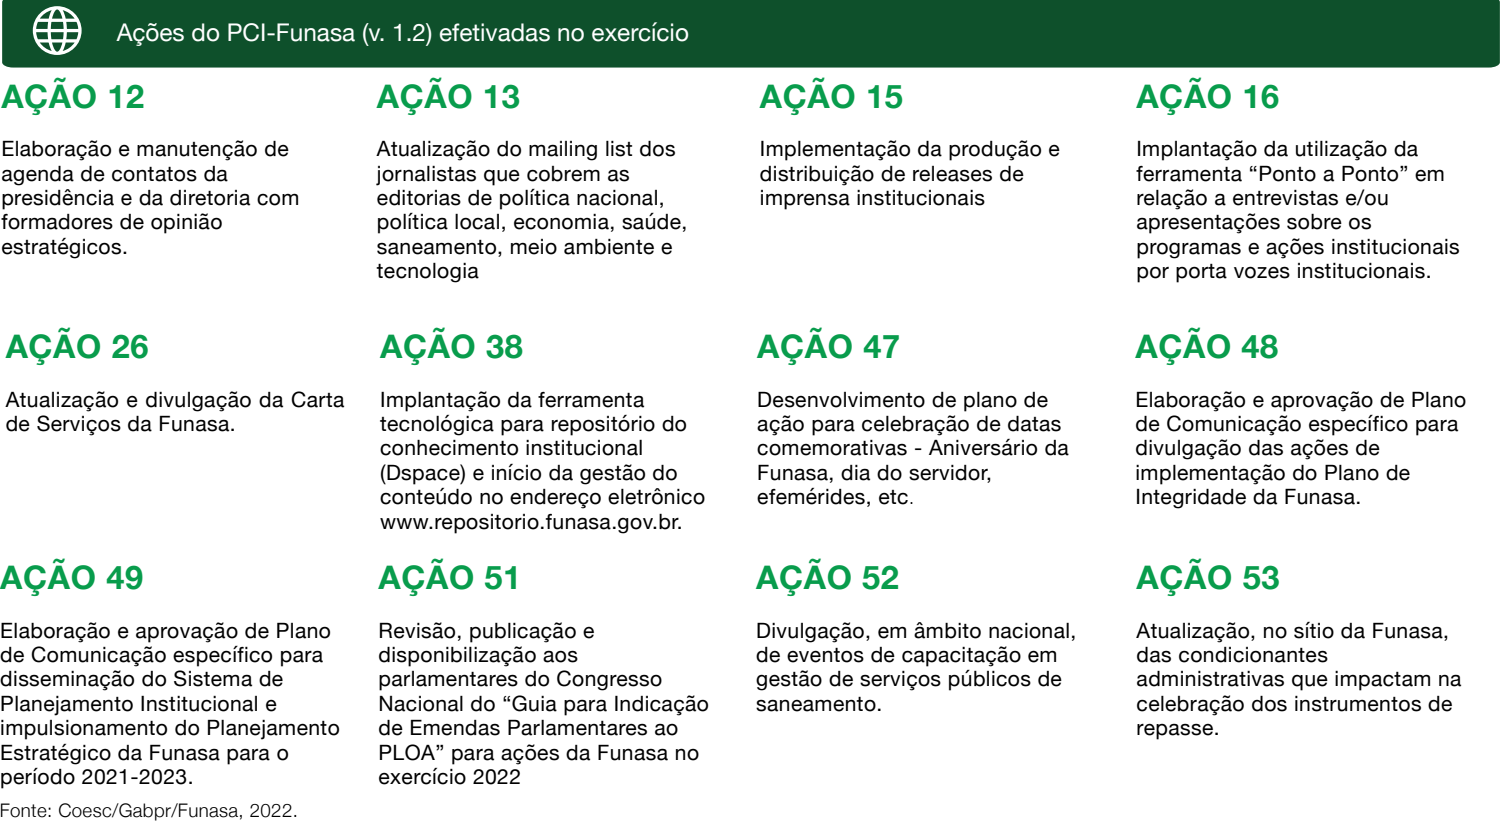 Ações do PCI-Funasa (v. 1.2) efetivadas no exercício
AÇÃO 12
Elaboração e manutenção de
agenda de contatos da
presidência e da diretoria com
formadores de opinião
estratégicos.
AÇÃO 13
Atualização do mailing list dos
jornalistas que cobrem as
editorias de política nacional,
política local, economia, saúde,
saneamento, meio ambiente e
tecnologia
AÇÃO 15
Implementação da produção e
distribuição de releases de
imprensa institucionais
AÇÃO 16
Implantação da utilização da
ferramenta “Ponto a Ponto” em
relação a entrevistas e/ou
apresentações sobre os
programas e ações institucionais
por porta vozes institucionais.
AÇÃO 26
Atualização e divulgação da Carta
de Serviços da Funasa.
AÇÃO 38
Implantação da ferramenta
tecnológica para repositório do
conhecimento institucional
(Dspace) e início da gestão do
conteúdo no endereço eletrônico
www.repositorio.funasa.gov.br.
AÇÃO 47
Desenvolvimento de plano de
ação para celebração de datas
comemorativas - Aniversário da
Funasa, dia do servidor,
efemérides, etc.
AÇÃO 48
Elaboração e aprovação de Plano
de Comunicação específico para
divulgação das ações de
implementação do Plano de
Integridade da Funasa.
AÇÃO 49
Elaboração e aprovação de Plano
de Comunicação específico para
disseminação do Sistema de
Planejamento Institucional e
impulsionamento do Planejamento
Estratégico da Funasa para o
período 2021-2023.
AÇÃO 51
Revisão, publicação e
disponibilização aos
parlamentares do Congresso
Nacional do “Guia para Indicação
de Emendas Parlamentares ao
PLOA” para ações da Funasa no
exercício 2022
AÇÃO 52
Divulgação, em âmbito nacional,
de eventos de capacitação em
gestão de serviços públicos de
saneamento.
AÇÃO 53
Atualização, no sítio da Funasa,
das condicionantes
administrativas que impactam na
celebração dos instrumentos de
repasse.
Fonte: Coesc/Gabpr/Funasa, 2022.